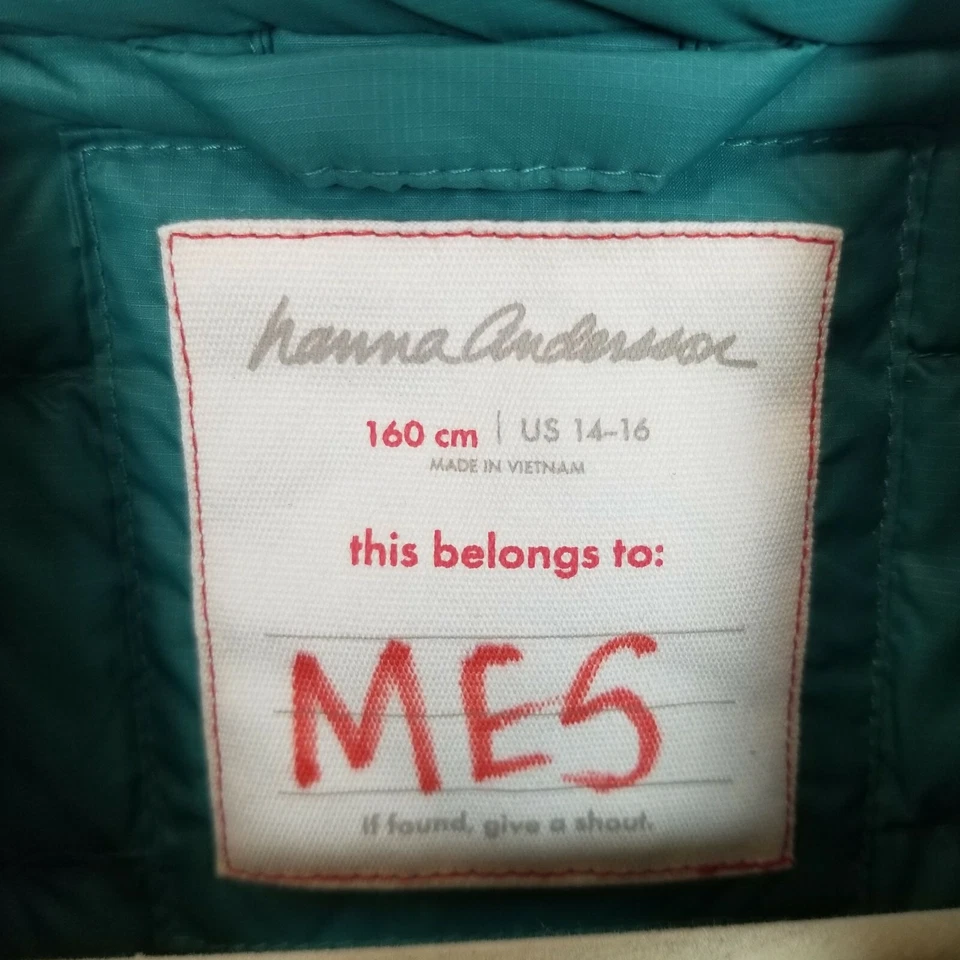 hanna Andersson
160 cm | US 14-16
MADE IN VIETNAM
this belongs to:
MES
If found, give a shout.